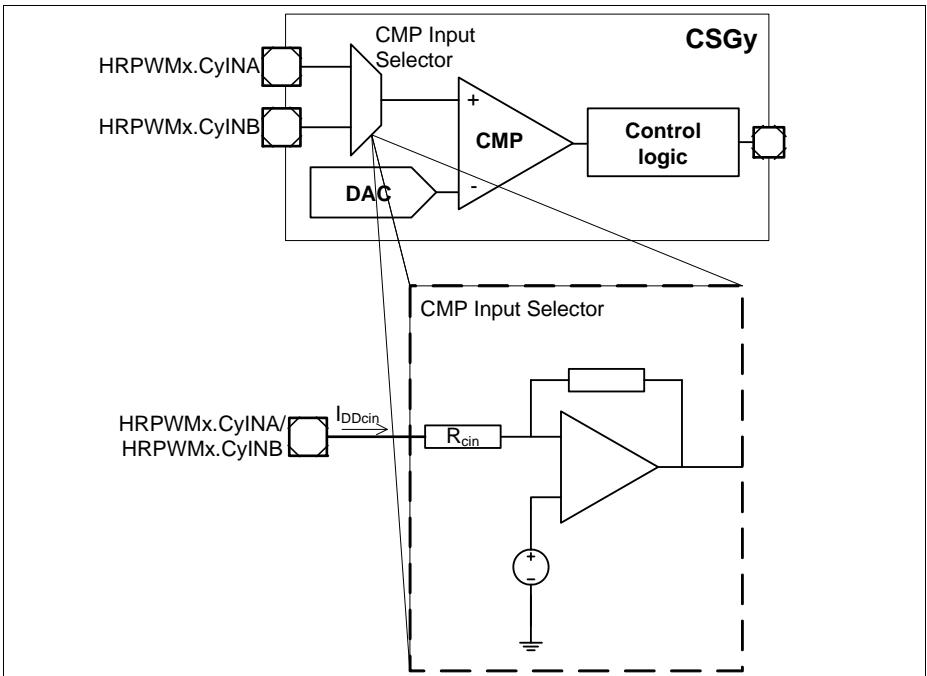 CMP Input
Selector
CSGy
HRPWMx.CyINA
HRPWMx.CyINB
+
CMP
-
Control
logic
DAC
CMP Input Selector
HRPWMx.CyINA/
HRPWMx.CyINB
IDDcin
Rcin
+
-